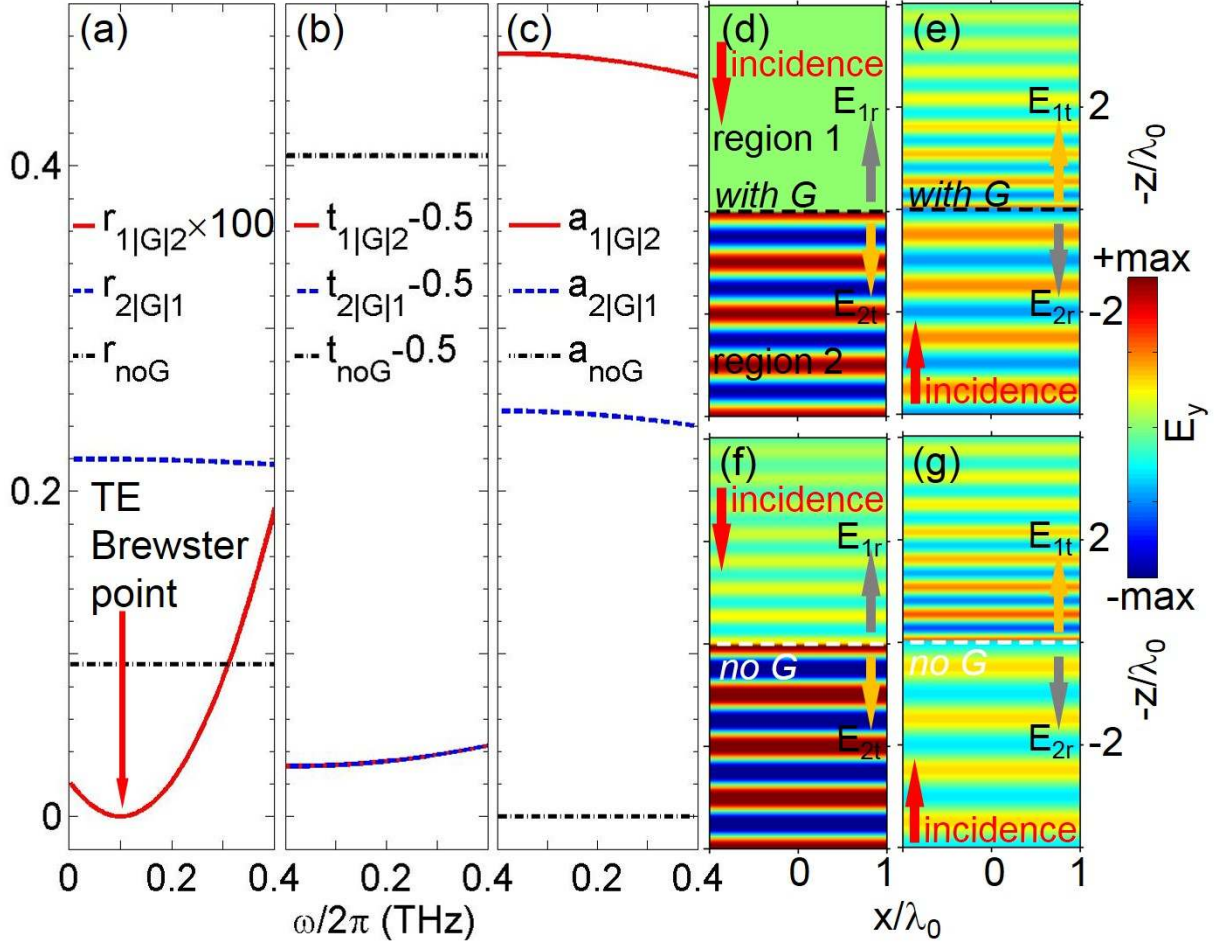 (a)
0.4
r1|G|2×100
r2|G|1
rnoG
TE
Brewster
point
0.2
0
0
0.2
(b)
t1|G|2-0.5
t2|G|1-0.5
tnoG-0.5
0
0.2
ω/2π (THz)
(c)
a1|G|2
a2|G|1
anoG
0
0.2
0.4
(d)
incidence
E1r
region 1
with G
E2t
region 2
(e)
E1t
with G
E2r
incidence
2
-2
-z/λ0
(f)
incidence
E1r
no G
E2t
0
1
(g)
E1t
no G
E2r
incidence
2
-2
-z/λ0
0
1
x/λ0
+max
Ey
-max